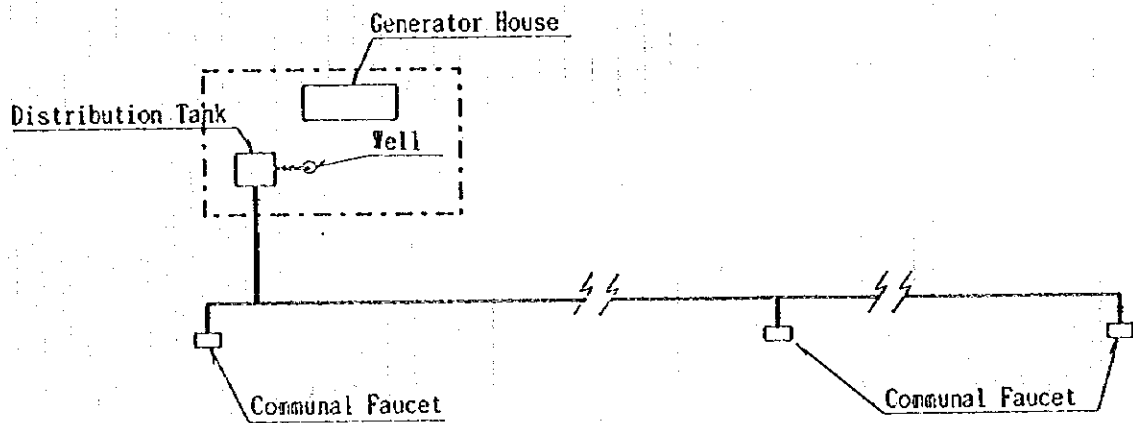 Generator House
Distribution Tank
Well
Communal Faucet
Communal Faucet